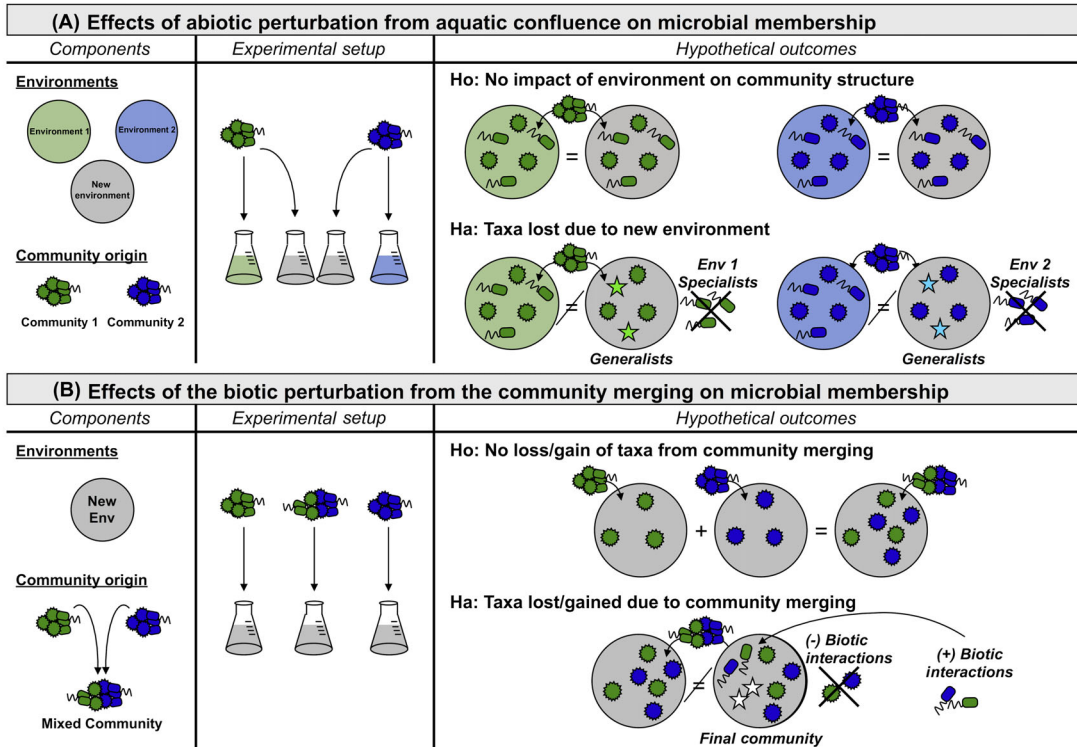 (A) Effects of abiotic perturbation from aquatic confluence on microbial membership
Components
Experimental setup
Hypothetical outcomes
Environments
Environment 1
Environment 2
New
environment
Community origin
Community 1
Community 2
Ho: No impact of environment on community structure
=
=
Ha: Taxa lost due to new environment
=
Env 1
Specialists
Generalists
=
Env 2
Specialists
Generalists
(B) Effects of the biotic perturbation from the community merging on microbial membership
Components
Experimental setup
Hypothetical outcomes
Environments
New
Env
Community origin
Mixed Community
Ho: No loss/gain of taxa from community merging
+
=
Ha: Taxa lost/gained due to community merging
=
(-) Biotic
interactions
(+) Biotic
interactions
Final community